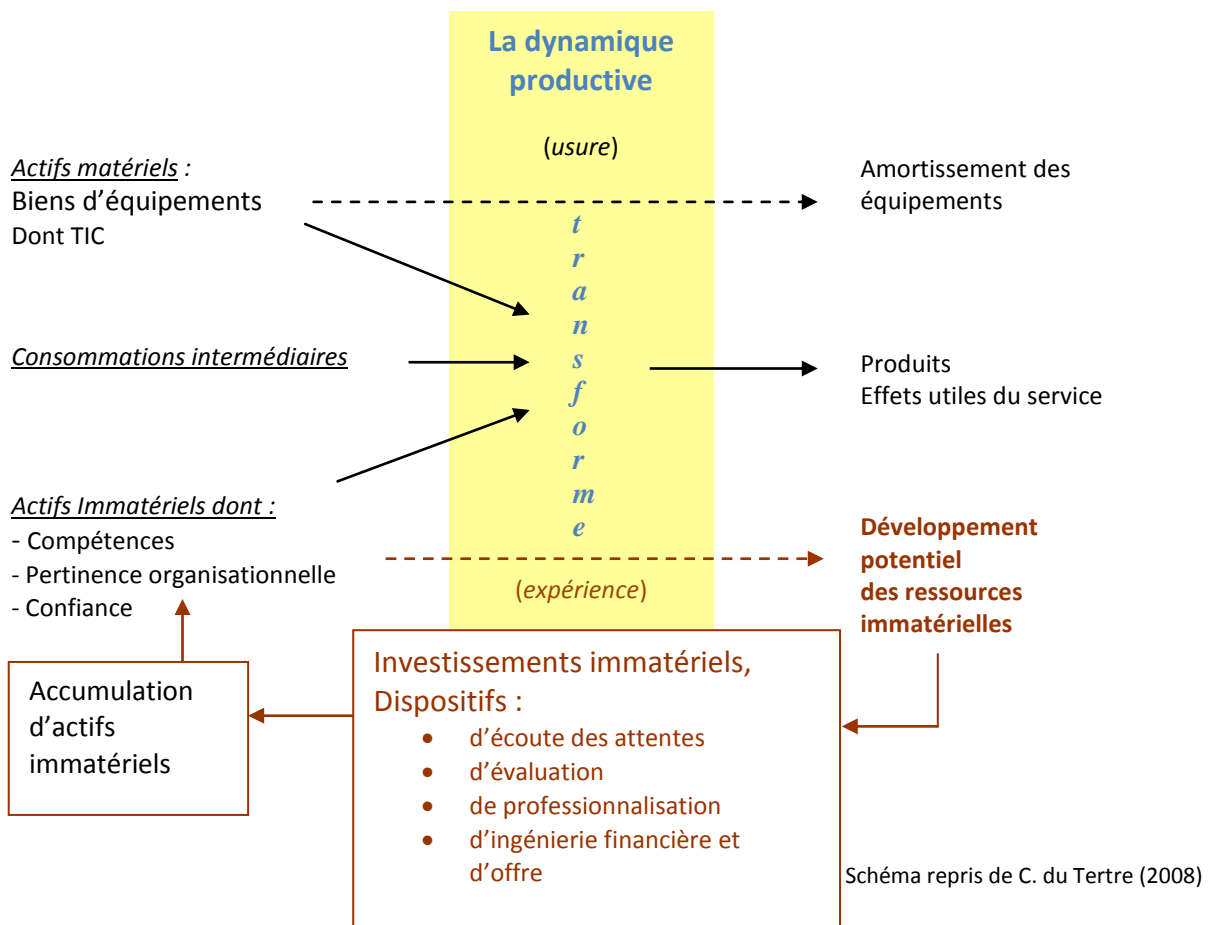 La dynamique
productive
(usure)
Actifs matériels :
Biens d'équipements
Dont TIC
Amortissement des
équipements
t
r
a
n
s
f
o
r
m
e
Consommations intermédiaires
Produits
Effets utiles du service
Actifs Immatériels dont :
- Compétences
- Pertinence organisationnelle
- Confiance
(expérience)
Développement
potentiel
des ressources
immatérielles
Accumulation
d'actifs
immatériels
Investissements immatériels,
Dispositifs :
• d'écoute des attentes
• d'évaluation
• de professionnalisation
• d'ingénierie financière et
d'offre
Schéma repris de C. du Tertre (2008)